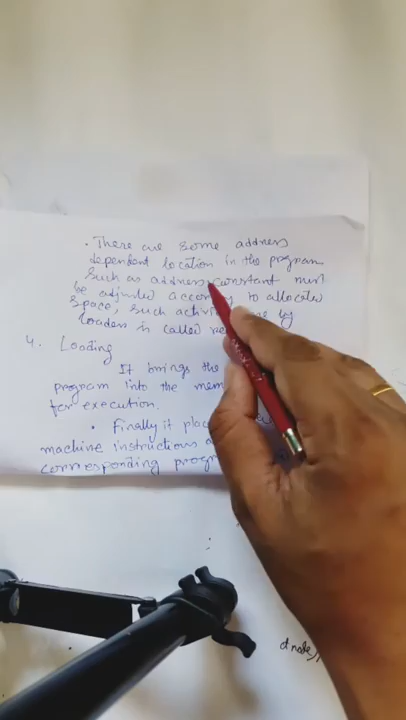 • There are some address
dependent location in the program
such as address constant must
be adjusted according to allocated
space, such activi
loader is called re by
4. Loading
It brings the
program into the mem
for execution.
• Finally it plac
machine instructions a
corresponding progr